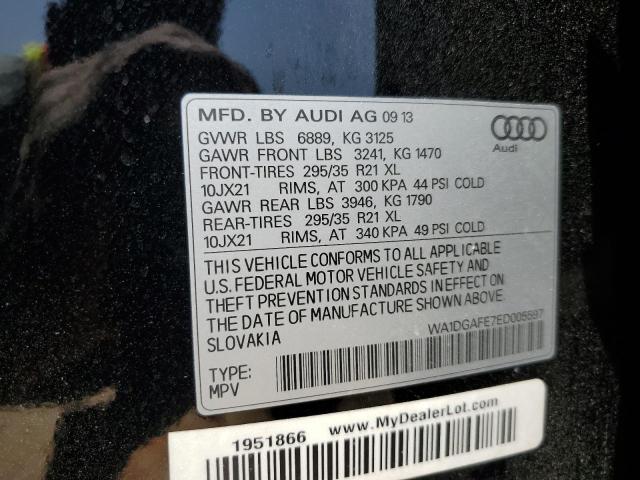 MFD. BY AUDI AG 09 13
Audi
GVWR LBS 6889, KG 3125
GAWR FRONT LBS 3241, KG 1470
FRONT-TIRES 295/35 R21 XL
10JX21 RIMS, AT 300 KPA 44 PSI COLD
GAWR REAR LBS 3946, KG 1790
REAR-TIRES 295/35 R21 XL
10JX21 RIMS, AT 340 KPA 49 PSI COLD
THIS VEHICLE CONFORMS TO ALL APPLICABLE
U.S. FEDERAL MOTOR VEHICLE SAFETY AND
THEFT PREVENTION STANDARDS IN EFFECT ON
THE DATE OF MANUFACTURE SHOWN ABOVE.
SLOVAKIA
WA1DGAFE7ED005597
TYPE:
MPV
1951866 www.MyDealerLot.com